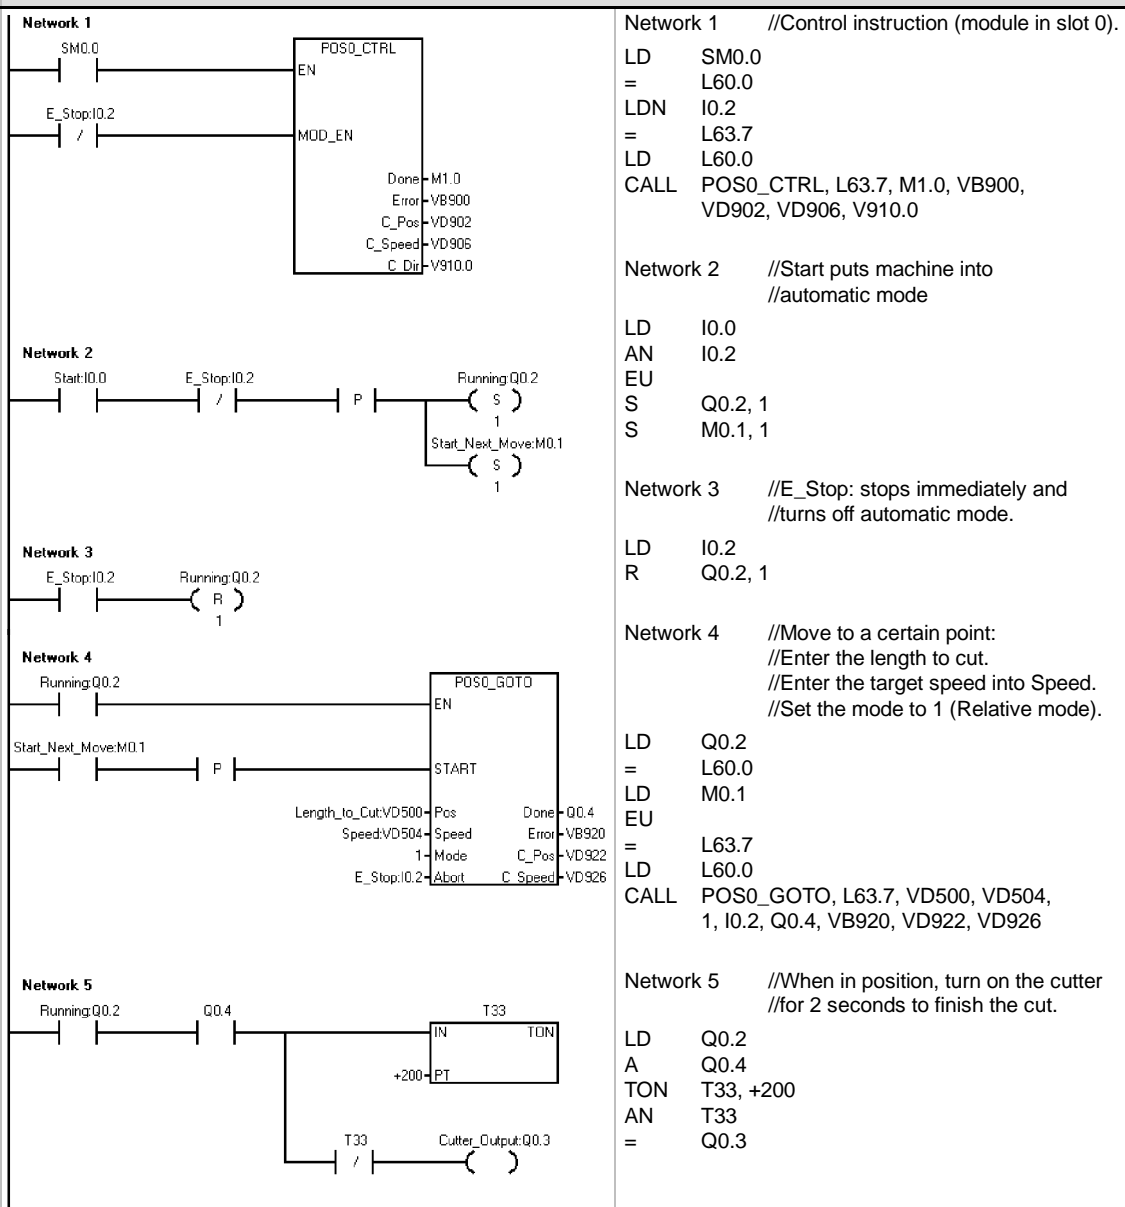 Network 1
SM0.0
POS0_CTRL
EN
E_Stop:I0.2
/
MOD_EN
Done M1.0
Error VB900
C_Pos VD902
C_Speed VD906
C_Dir V910.0
Network 2
Start:I0.0 E_Stop:I0.2 Running:Q0.2
/ P S
1
Start_Next_Move:M0.1
S
1
Network 3
E_Stop:I0.2 Running:Q0.2
R
1
Network 4
Running:Q0.2 POS0_GOTO
EN
Start_Next_Move:M0.1
P START
Length_to_Cut:VD500 Pos Done Q0.4
Speed:VD504 Speed Error VB920
1 Mode C_Pos VD922
E_Stop:I0.2 Abort C_Speed VD926
Network 5
Running:Q0.2 Q0.4 T33
IN TON
+200 PT
T33 Cutter_Output:Q0.3
/
Network 1 //Control instruction (module in slot 0).
LD SM0.0
= L60.0
LDN I0.2
= L63.7
LD L60.0
CALL POS0_CTRL, L63.7, M1.0, VB900,
VD902, VD906, V910.0
Network 2 //Start puts machine into
//automatic mode
LD I0.0
AN I0.2
EU
S Q0.2, 1
S M0.1, 1
Network 3 //E_Stop: stops immediately and
//turns off automatic mode.
LD I0.2
R Q0.2, 1
Network 4 //Move to a certain point:
//Enter the length to cut.
//Enter the target speed into Speed.
//Set the mode to 1 (Relative mode).
LD Q0.2
= L60.0
LD M0.1
EU
= L63.7
LD L60.0
CALL POS0_GOTO, L63.7, VD500, VD504,
1, I0.2, Q0.4, VB920, VD922, VD926
Network 5 //When in position, turn on the cutter
//for 2 seconds to finish the cut.
LD Q0.2
A Q0.4
TON T33, +200
AN T33
= Q0.3